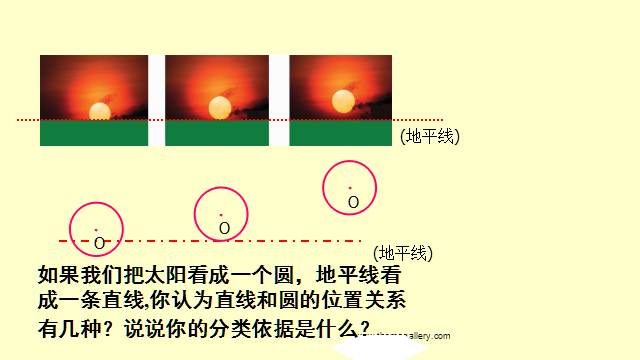 (地平线)
O
O
O
(地平线)
如果我们把太阳看成一个圆，地平线看
成一条直线,你认为直线和圆的位置关系
有几种？说说你的分类依据是什么？
gallery.com